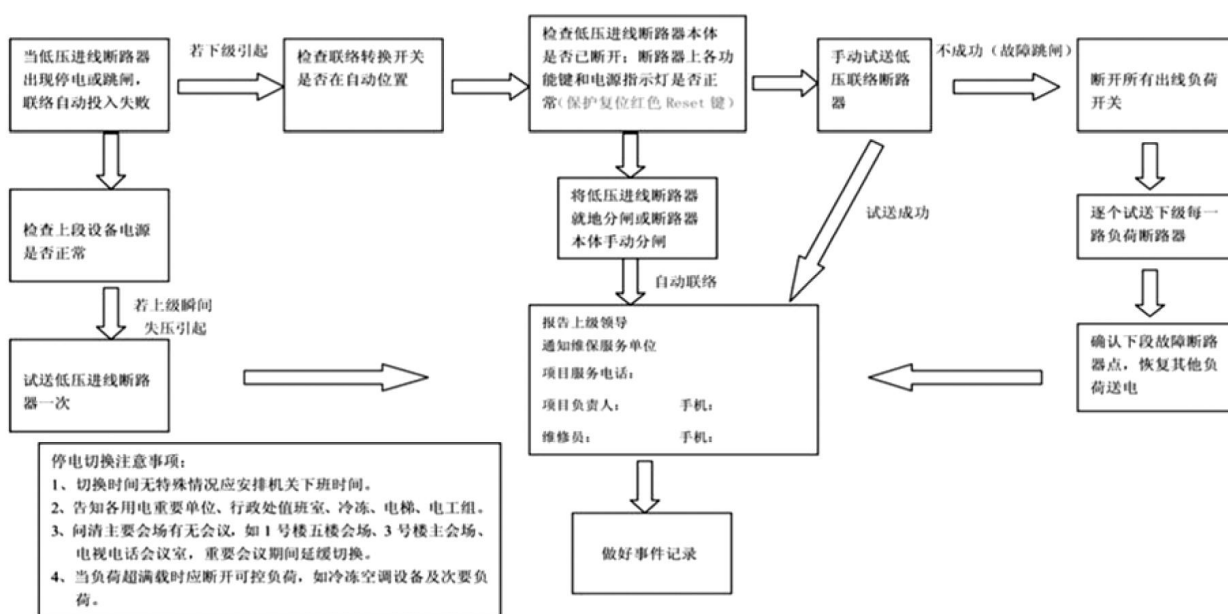 当低压进线断路器
出现停电或跳闸,
联络自动投入失败
若下级引起
检查联络转换开关
是否在自动位置
检查低压进线断路器本体
是否已断开;断路器上各功
能键和电源指示灯是否正
常(保护复位红色 Reset 键)
手动试送低
压联络断路
器
不成功(故障跳闸)
断开所有出线负荷
开关
检查上段设备电源
是否正常
将低压进线断路器
就地分闸或断路器
本体手动分闸
试送成功
逐个试送下级每一
路负荷断路器
若上级瞬间
失压引起
自动联络
试送低压进线断路
器一次
报告上级领导
通知维保服务单位
项目服务电话:
项目负责人: 手机:
维修员: 手机:
确认下段故障断路
器点,恢复其他负
荷送电
停电切换注意事项:
1、切换时间无特殊情况应安排机关下班时间。
2、告知各用电重要单位、行政处值班室、冷冻、电梯、电工组。
3、问清主要会场有无会议,如 1 号楼五楼会场、3 号楼主会场、
电视电话会议室,重要会议期间延缓切换。
4、当负荷超满载时应断开可控负荷,如冷冻空调设备及次要负
荷。
做好事件记录